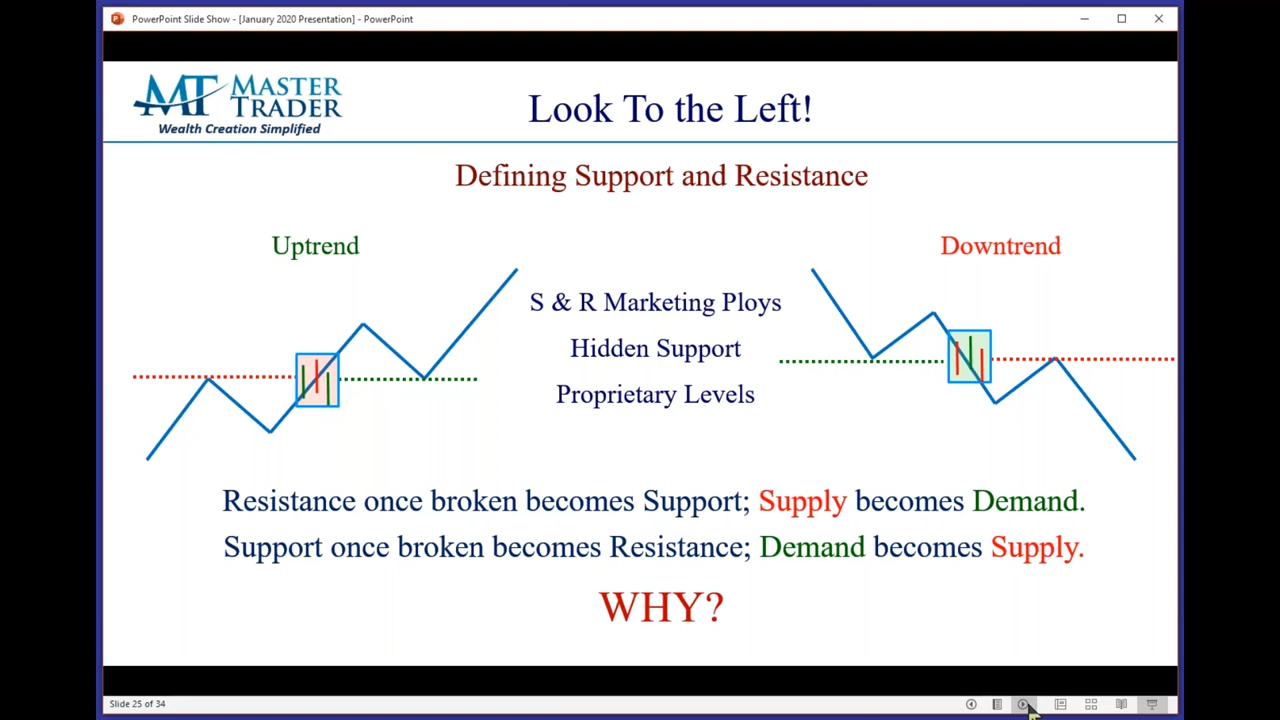 PowerPoint Slide Show - [January 2020 Presentation] - PowerPoint
MT MASTER
TRADER
Wealth Creation Simplified
Look To the Left!
Defining Support and Resistance
Uptrend
Downtrend
S & R Marketing Ploys
Hidden Support
Proprietary Levels
Resistance once broken becomes Support; Supply becomes Demand.
Support once broken becomes Resistance; Demand becomes Supply.
WHY?
Slide 25 of 34